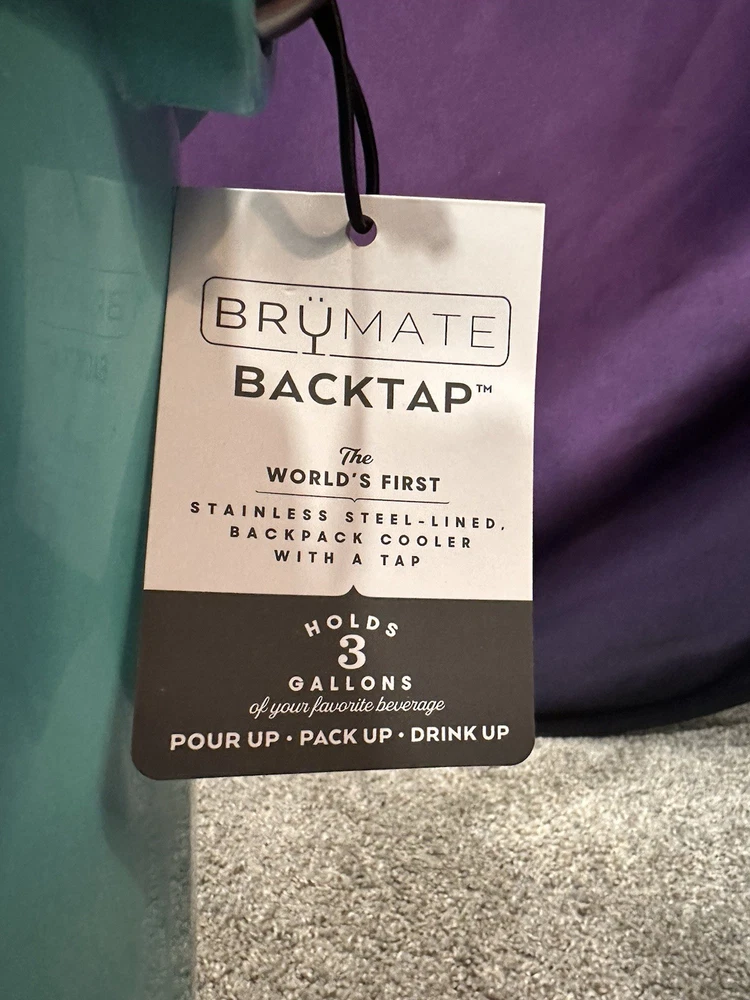 BRÜMATE
BACKTAP™
The
WORLD'S FIRST
STAINLESS STEEL-LINED,
BACKPACK COOLER
WITH A TAP
HOLDS
3
GALLONS
of your favorite beverage
POUR UP • PACK UP • DRINK UP